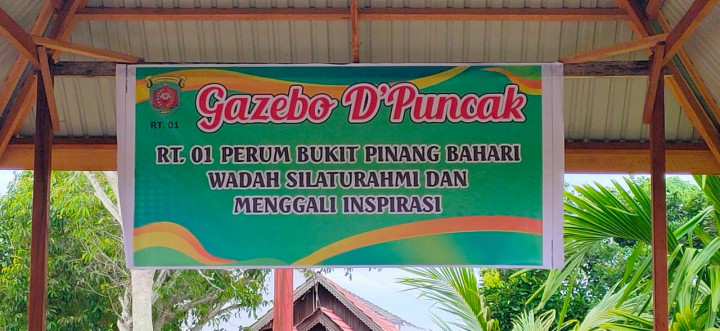 Gazebo D'Puncak
RT. 01
RT. 01 PERUM BUKIT PINANG BAHARI
WADAH SILATURAHMI DAN
MENGGALI INSPIRASI